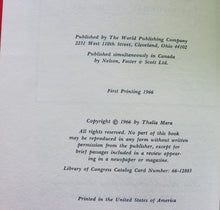 Published by The World Publishing Company
2231 West 110th Street, Cleveland, Ohio 44102
Published simultaneously in Canada
by Nelson, Foster & Scott Ltd.
First Printing 1966
Copyright © 1966 by Thalia Mara
All rights reserved. No part of this book
may be reproduced in any form without written
permission from the publisher, except for
brief passages included in a review appear-
ing in a newspaper or magazine.
Library of Congress Catalog Card Number: 66-12893
Printed in the United States of America